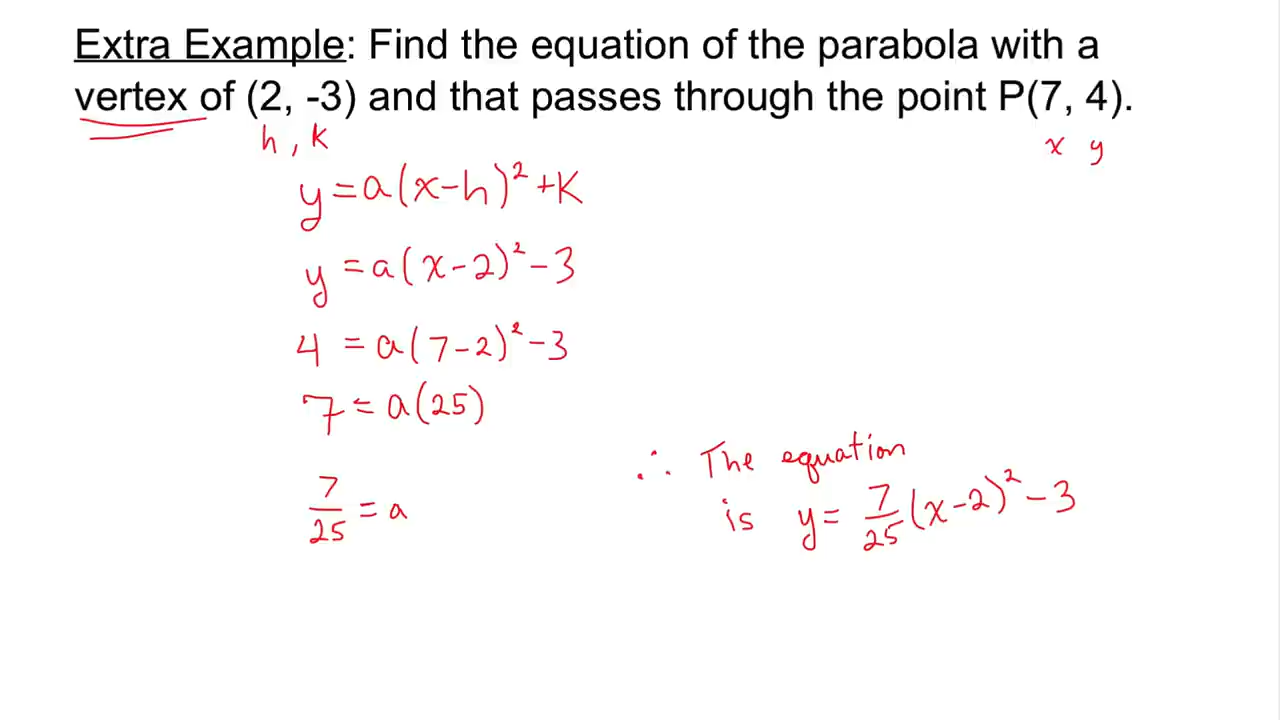 Extra Example: Find the equation of the parabola with a
vertex of (2, -3) and that passes through the point P(7, 4).
h, k
x y
y = a(x-h)² + K
y = a(x-2)² - 3
4 = a(7-2)² - 3
7 = a(25)
7/25 = a
∴ The equation
is y = 7/25 (x-2)² - 3